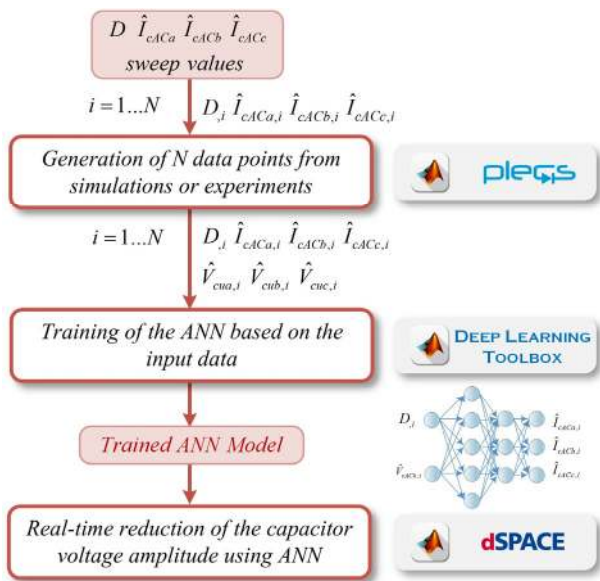 D Î_cACa Î_cACb Î_cACc
sweep values
i = 1...N D_,i Î_cACa,i Î_cACb,i Î_cACc,i
Generation of N data points from
simulations or experiments
plecs
i = 1...N D_,i Î_cACa,i Î_cACb,i Î_cACc,i
V̂_cua,i V̂_cub,i V̂_cuc,i
Training of the ANN based on the
input data
DEEP LEARNING
TOOLBOX
Trained ANN Model
D_,i
Î_cACa,i
Î_cACb,i
Î_cACc,i
Real-time reduction of the capacitor
voltage amplitude using ANN
dSPACE